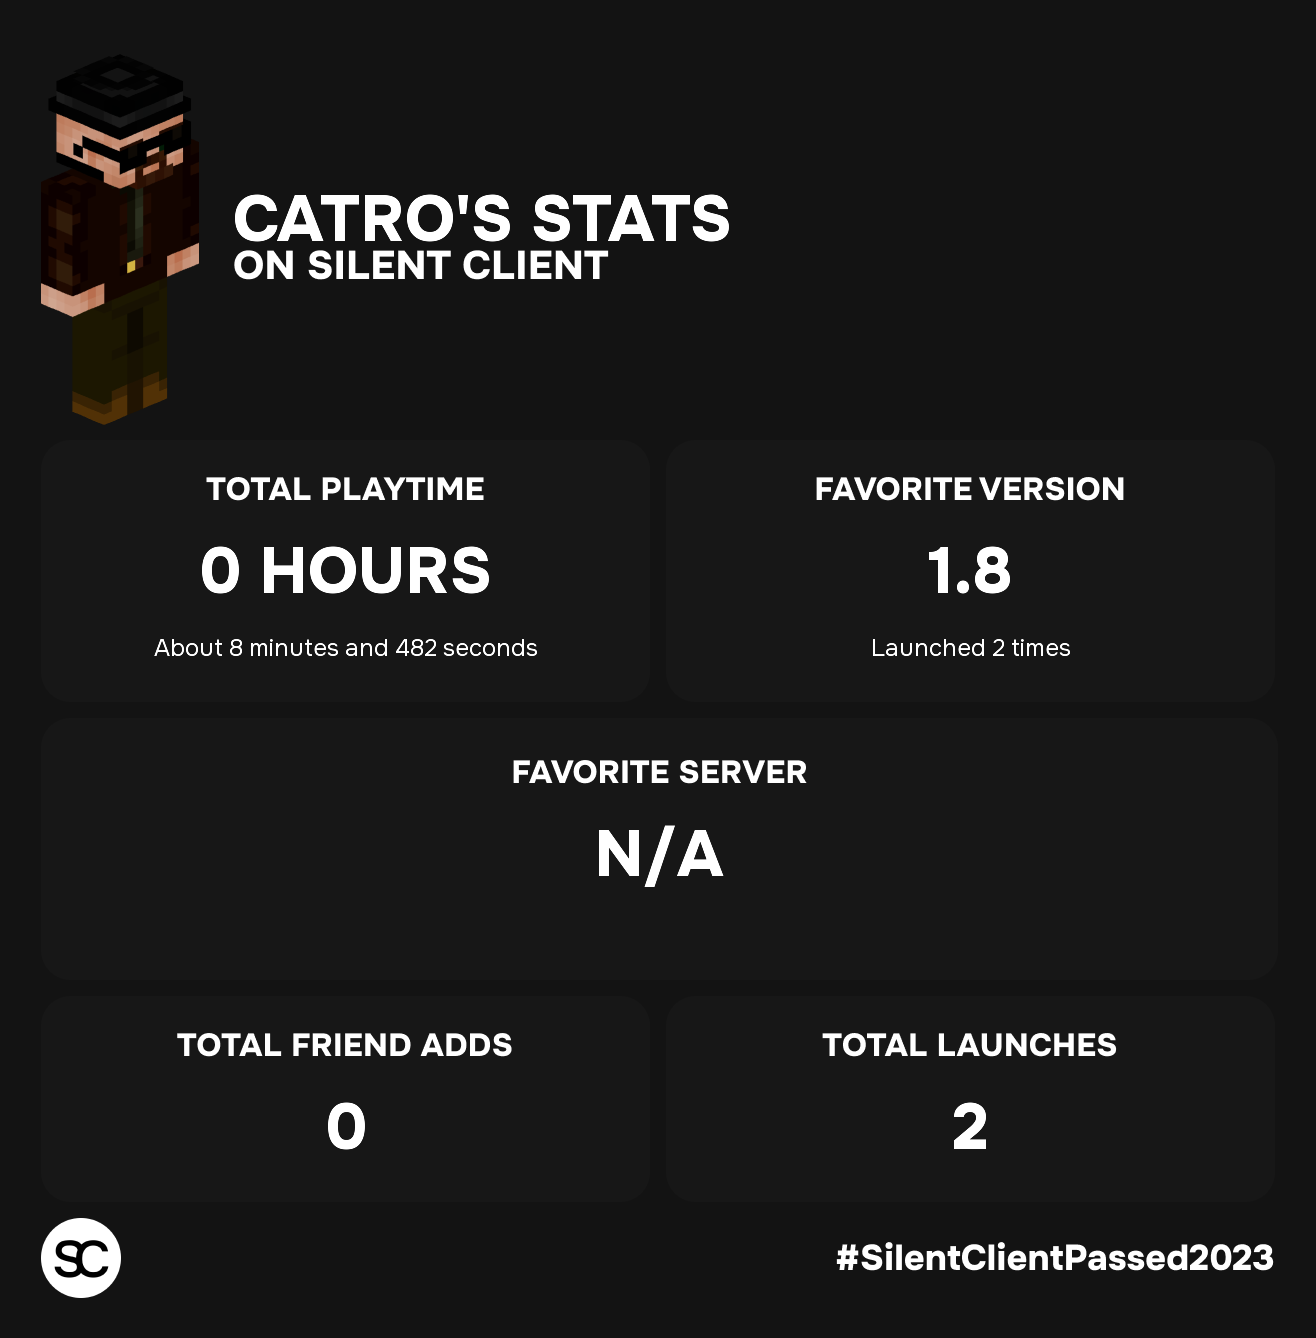 CATRO'S STATS
ON SILENT CLIENT
TOTAL PLAYTIME
0 HOURS
About 8 minutes and 482 seconds
FAVORITE VERSION
1.8
Launched 2 times
FAVORITE SERVER
N/A
TOTAL FRIEND ADDS
0
TOTAL LAUNCHES
2
SC
#SilentClientPassed2023